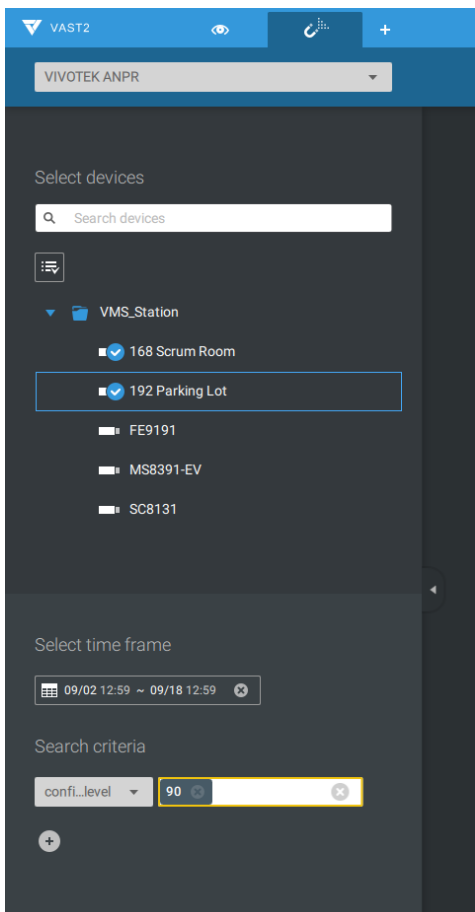 VAST2
+
VIVOTEK ANPR
Select devices
Search devices
VMS_Station
168 Scrum Room
192 Parking Lot
FE9191
MS8391-EV
SC8131
Select time frame
09/02 12:59 ~ 09/18 12:59
Search criteria
confi...level 90